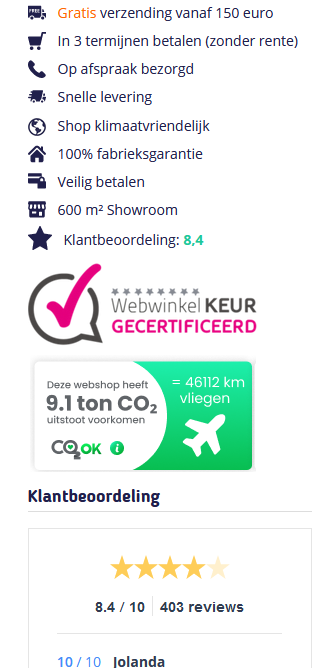 FREE
Gratis verzending vanaf 150 euro
In 3 termijnen betalen (zonder rente)
Op afspraak bezorgd
Snelle levering
Shop klimaatvriendelijk
100% fabrieksgarantie
Veilig betalen
600 m² Showroom
Klantbeoordeling: 8,4
Webwinkel KEUR
GECERTIFICEERD
Deze webshop heeft
9.1 ton CO₂
uitstoot voorkomen
CO2 OK i
= 46112 km
vliegen
Klantbeoordeling
8.4 / 10 403 reviews
10 / 10 Jolanda